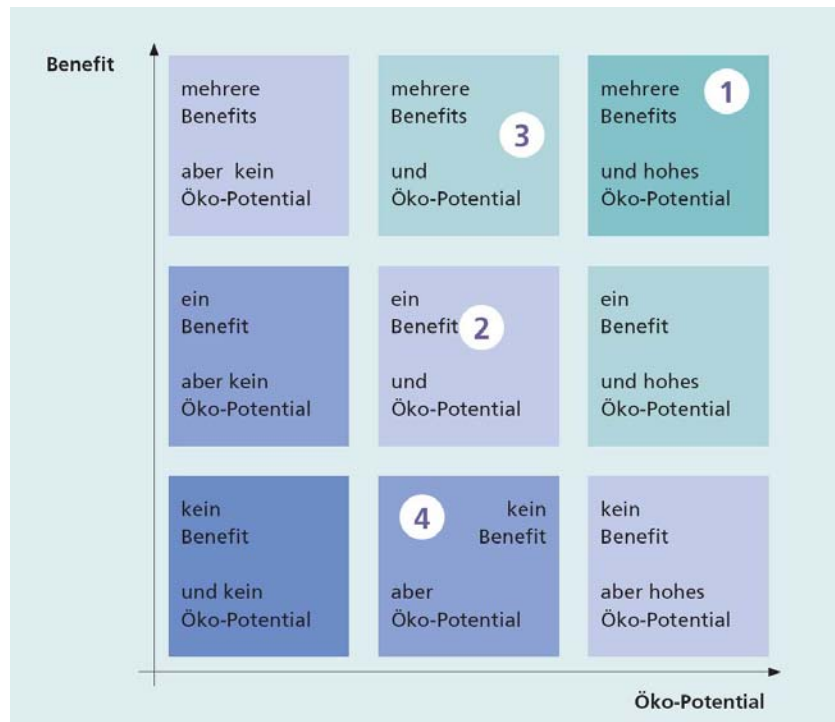 Benefit
mehrere
Benefits
aber kein
Öko-Potential
mehrere
Benefits
3
und
Öko-Potential
mehrere
Benefits
1
und hohes
Öko-Potential
ein
Benefit
aber kein
Öko-Potential
ein
Benefit
2
und
Öko-Potential
ein
Benefit
und hohes
Öko-Potential
kein
Benefit
und kein
Öko-Potential
4
kein
Benefit
aber
Öko-Potential
kein
Benefit
aber hohes
Öko-Potential
Öko-Potential